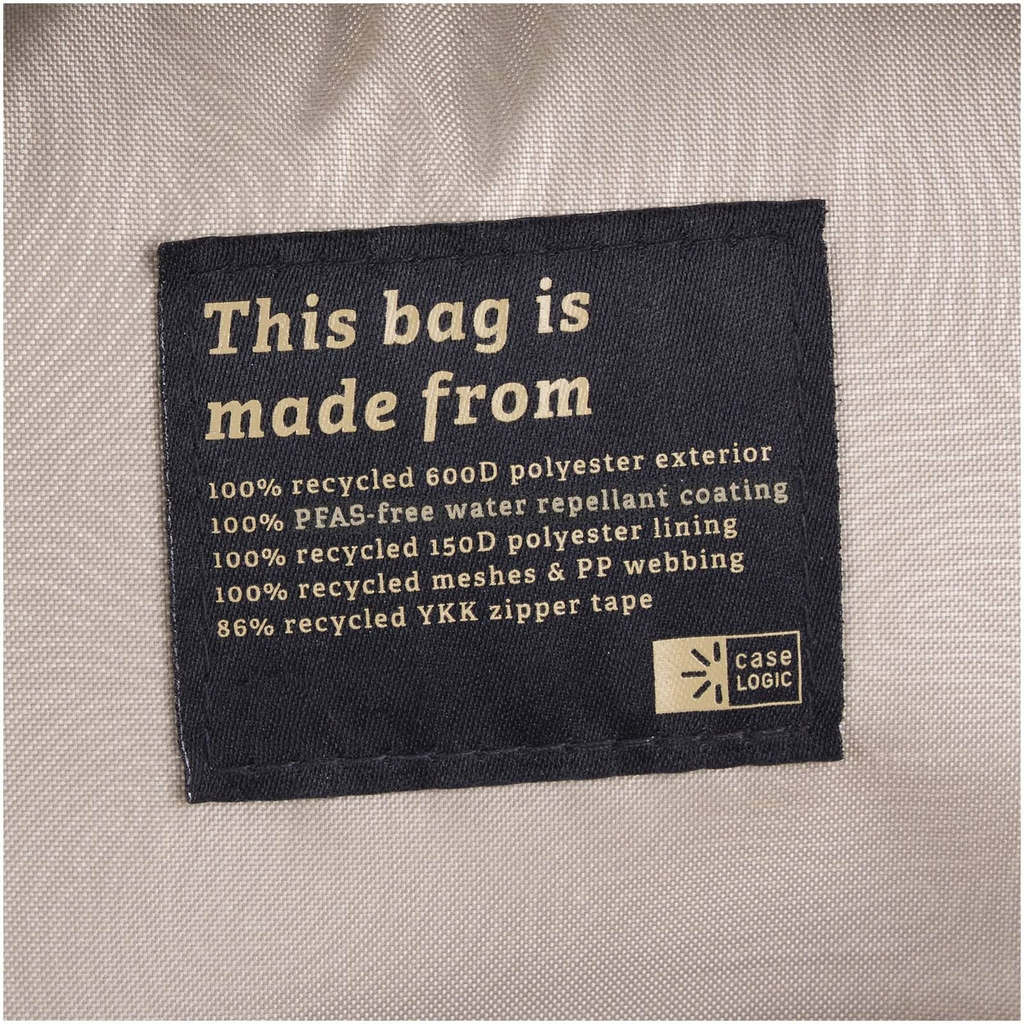 This bag is
made from
100% recycled 600D polyester exterior
100% PFAS-free water repellant coating
100% recycled 150D polyester lining
100% recycled meshes & PP webbing
86% recycled YKK zipper tape
case
LOGIC